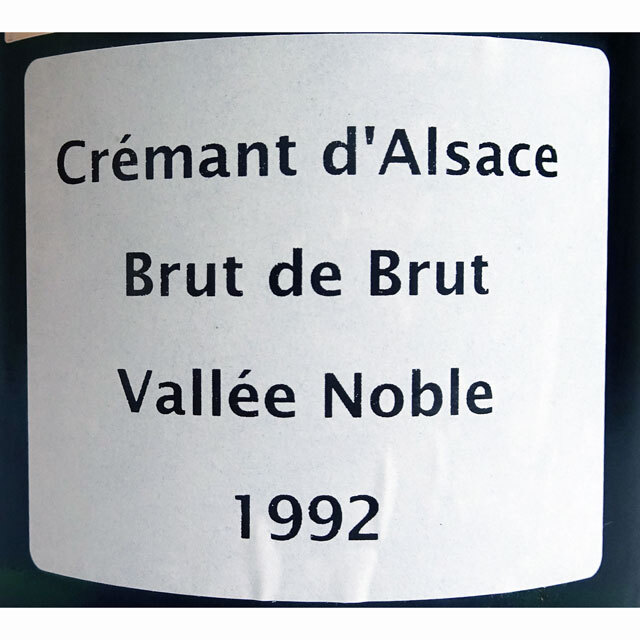 Crémant d'Alsace
Brut de Brut
Vallée Noble
1992